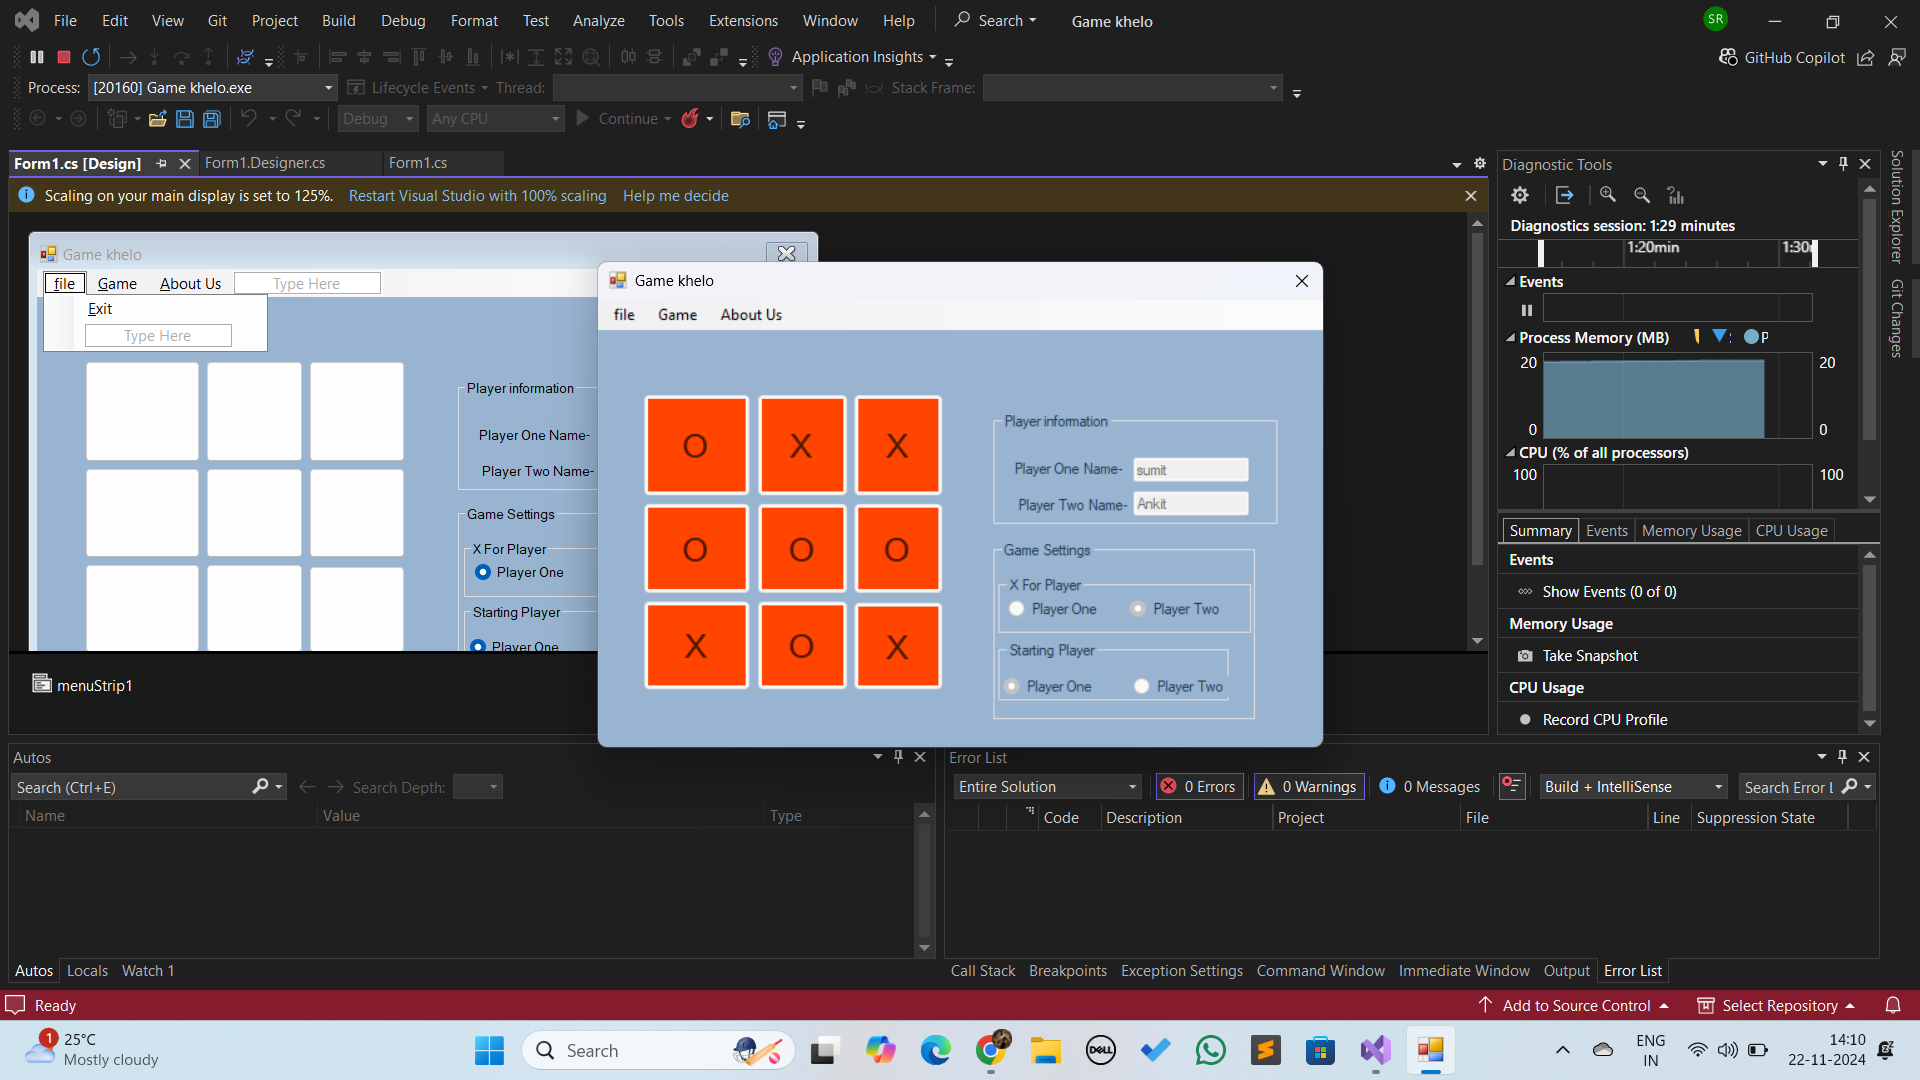 File Edit View Git Project Build Debug Format Test Analyze Tools Extensions Window Help Search Game khelo SR
Application Insights GitHub Copilot
Process: [20160] Game khelo.exe Lifecycle Events Thread: Stack Frame:
Debug Any CPU Continue
Form1.cs [Design] Form1.Designer.cs Form1.cs
Scaling on your main display is set to 125%. Restart Visual Studio with 100% scaling Help me decide
Game khelo
file Game About Us Type Here
Exit
Type Here
Player information
Player One Name-
Player Two Name-
Game Settings
X For Player
Player One
Starting Player
Player One
menuStrip1
Game khelo
file Game About Us
O X X
O O O
X O X
Player information
Player One Name- sumit
Player Two Name- Ankit
Game Settings
X For Player
Player One Player Two
Starting Player
Player One Player Two
Diagnostic Tools
Diagnostics session: 1:29 minutes
1:20min 1:30
Events
Process Memory (MB) P
20 20
0 0
CPU (% of all processors)
100 100
Summary Events Memory Usage CPU Usage
Events
Show Events (0 of 0)
Memory Usage
Take Snapshot
CPU Usage
Record CPU Profile
Solution Explorer
Git Changes
Autos
Search (Ctrl+E) Search Depth:
Name Value Type
Autos Locals Watch 1
Error List
Entire Solution 0 Errors 0 Warnings 0 Messages Build + IntelliSense Search Error L
Code Description Project File Line Suppression State
Call Stack Breakpoints Exception Settings Command Window Immediate Window Output Error List
Ready Add to Source Control Select Repository
1 25°C
Mostly cloudy
Search
DELL
ENG
IN
14:10
22-11-2024